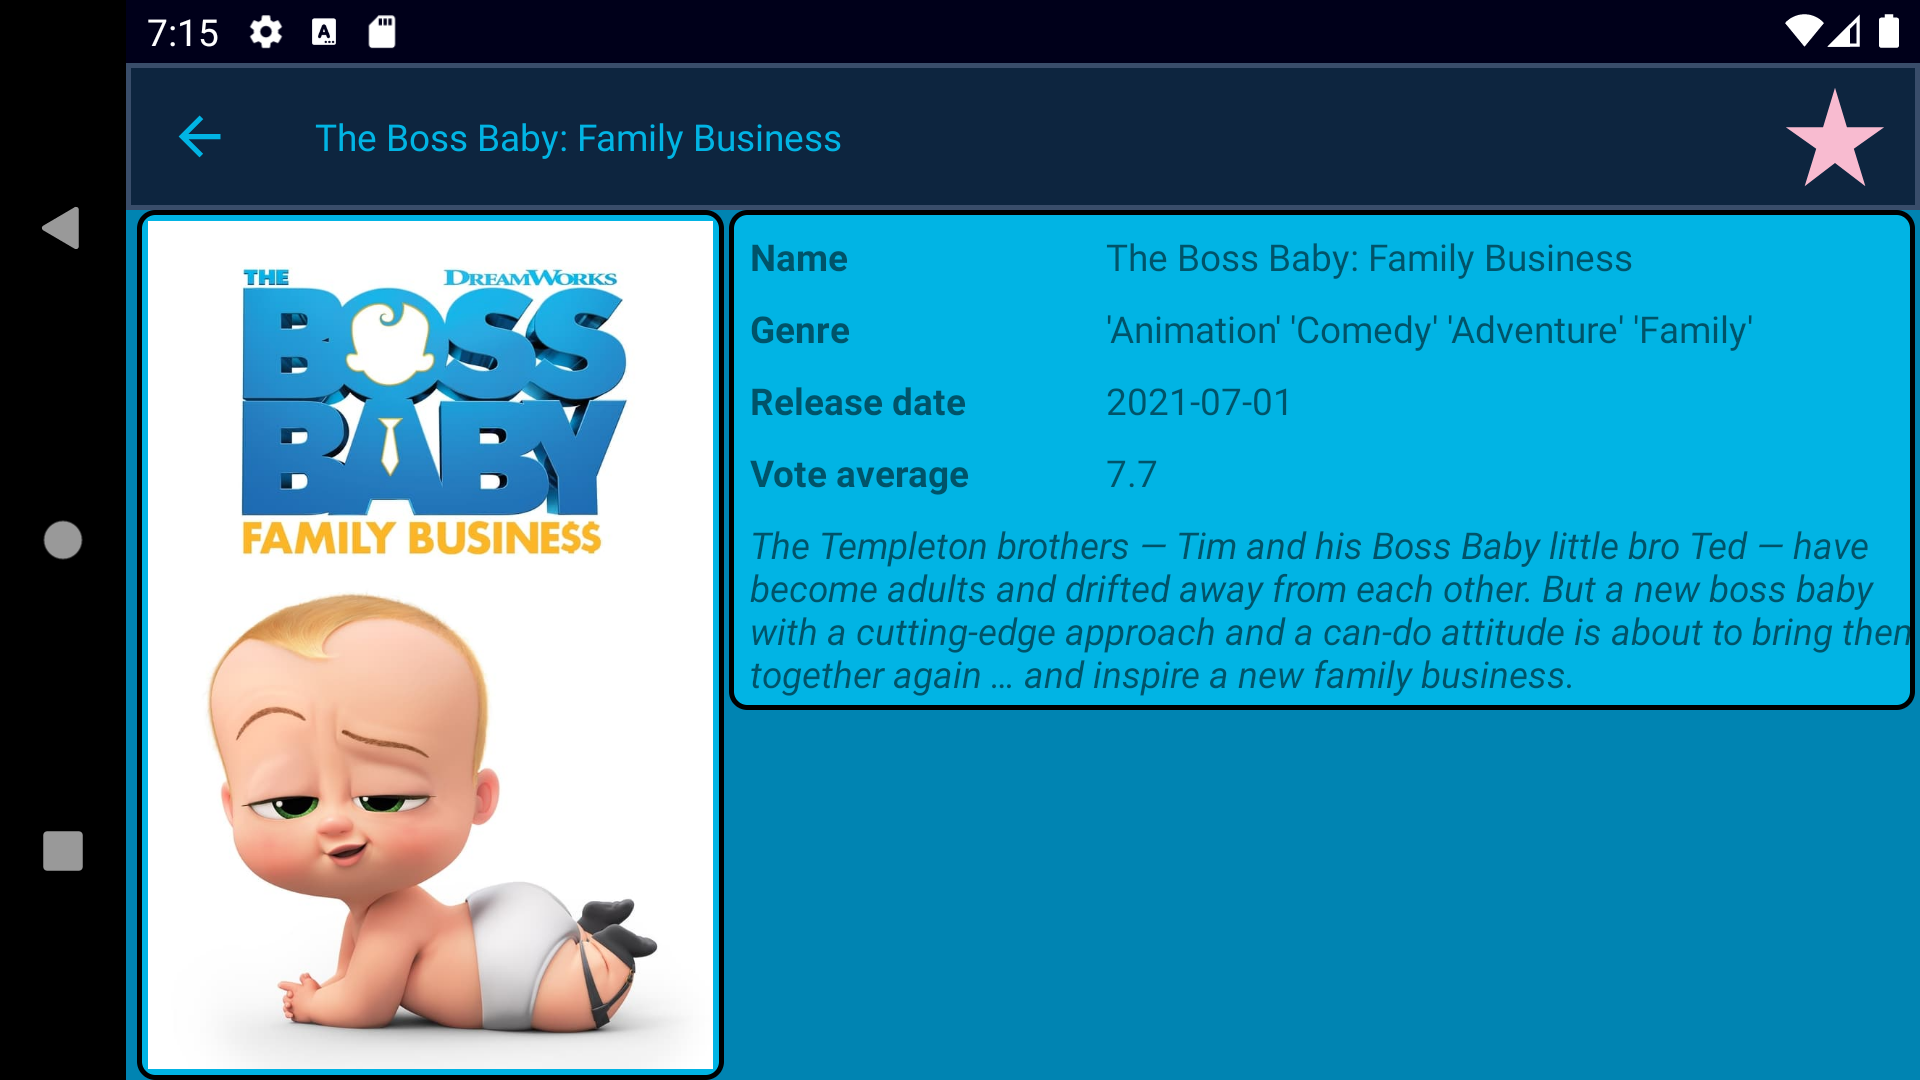 7:15
The Boss Baby: Family Business
THE
DREAMWORKS
BOSS
BABY
FAMILY BUSINE$$
Name
The Boss Baby: Family Business
Genre
'Animation' 'Comedy' 'Adventure' 'Family'
Release date
2021-07-01
Vote average
7.7
The Templeton brothers — Tim and his Boss Baby little bro Ted — have
become adults and drifted away from each other. But a new boss baby
with a cutting-edge approach and a can-do attitude is about to bring them
together again … and inspire a new family business.